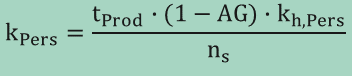 k_Pers = (t_Prod · (1 − AG) · k_h,Pers) / n_s